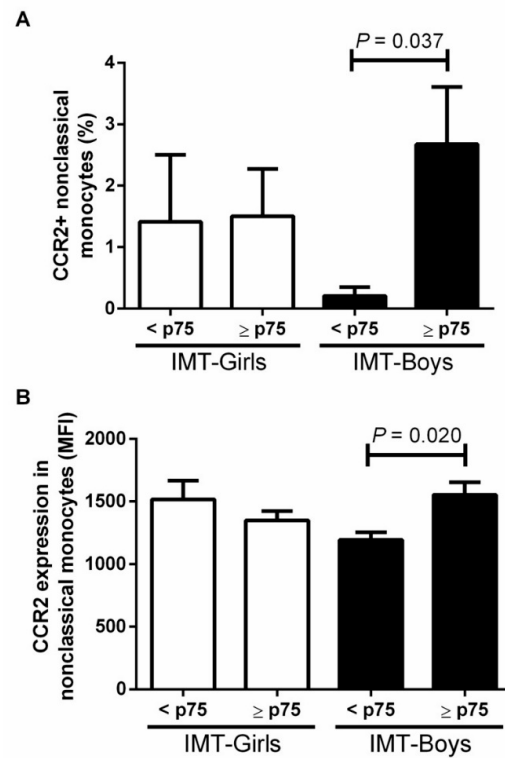 A
P = 0.037
CCR2+ nonclassical
monocytes (%)
4
3
2
1
0
< p75
≥ p75
< p75
≥ p75
IMT-Girls
IMT-Boys
B
P = 0.020
CCR2 expression in
nonclassical monocytes (MFI)
2000
1500
1000
500
0
< p75
≥ p75
< p75
≥ p75
IMT-Girls
IMT-Boys